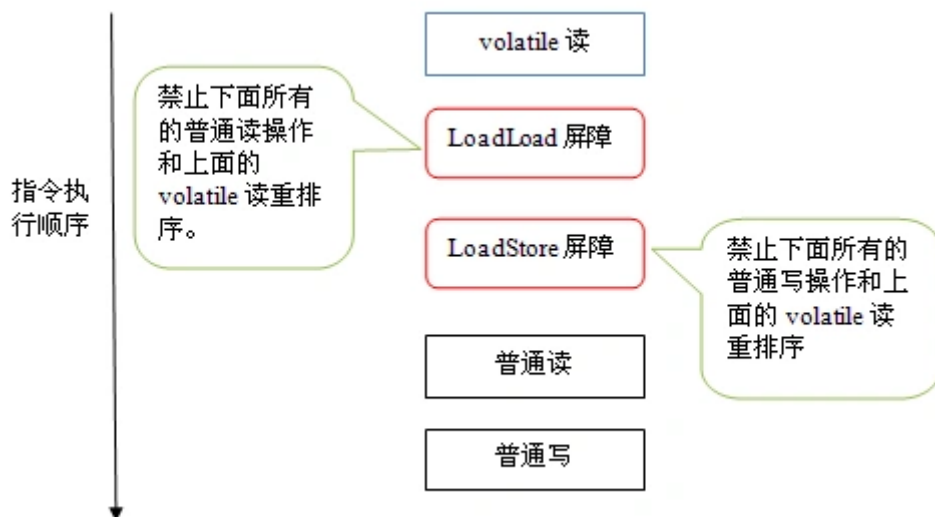 volatile 读
禁止下面所有
的普通读操作
和上面的
volatile 读重排
序。
LoadLoad 屏障
指令执
行顺序
LoadStore 屏障
禁止下面所有的
普通写操作和上
面的 volatile 读
重排序
普通读
普通写